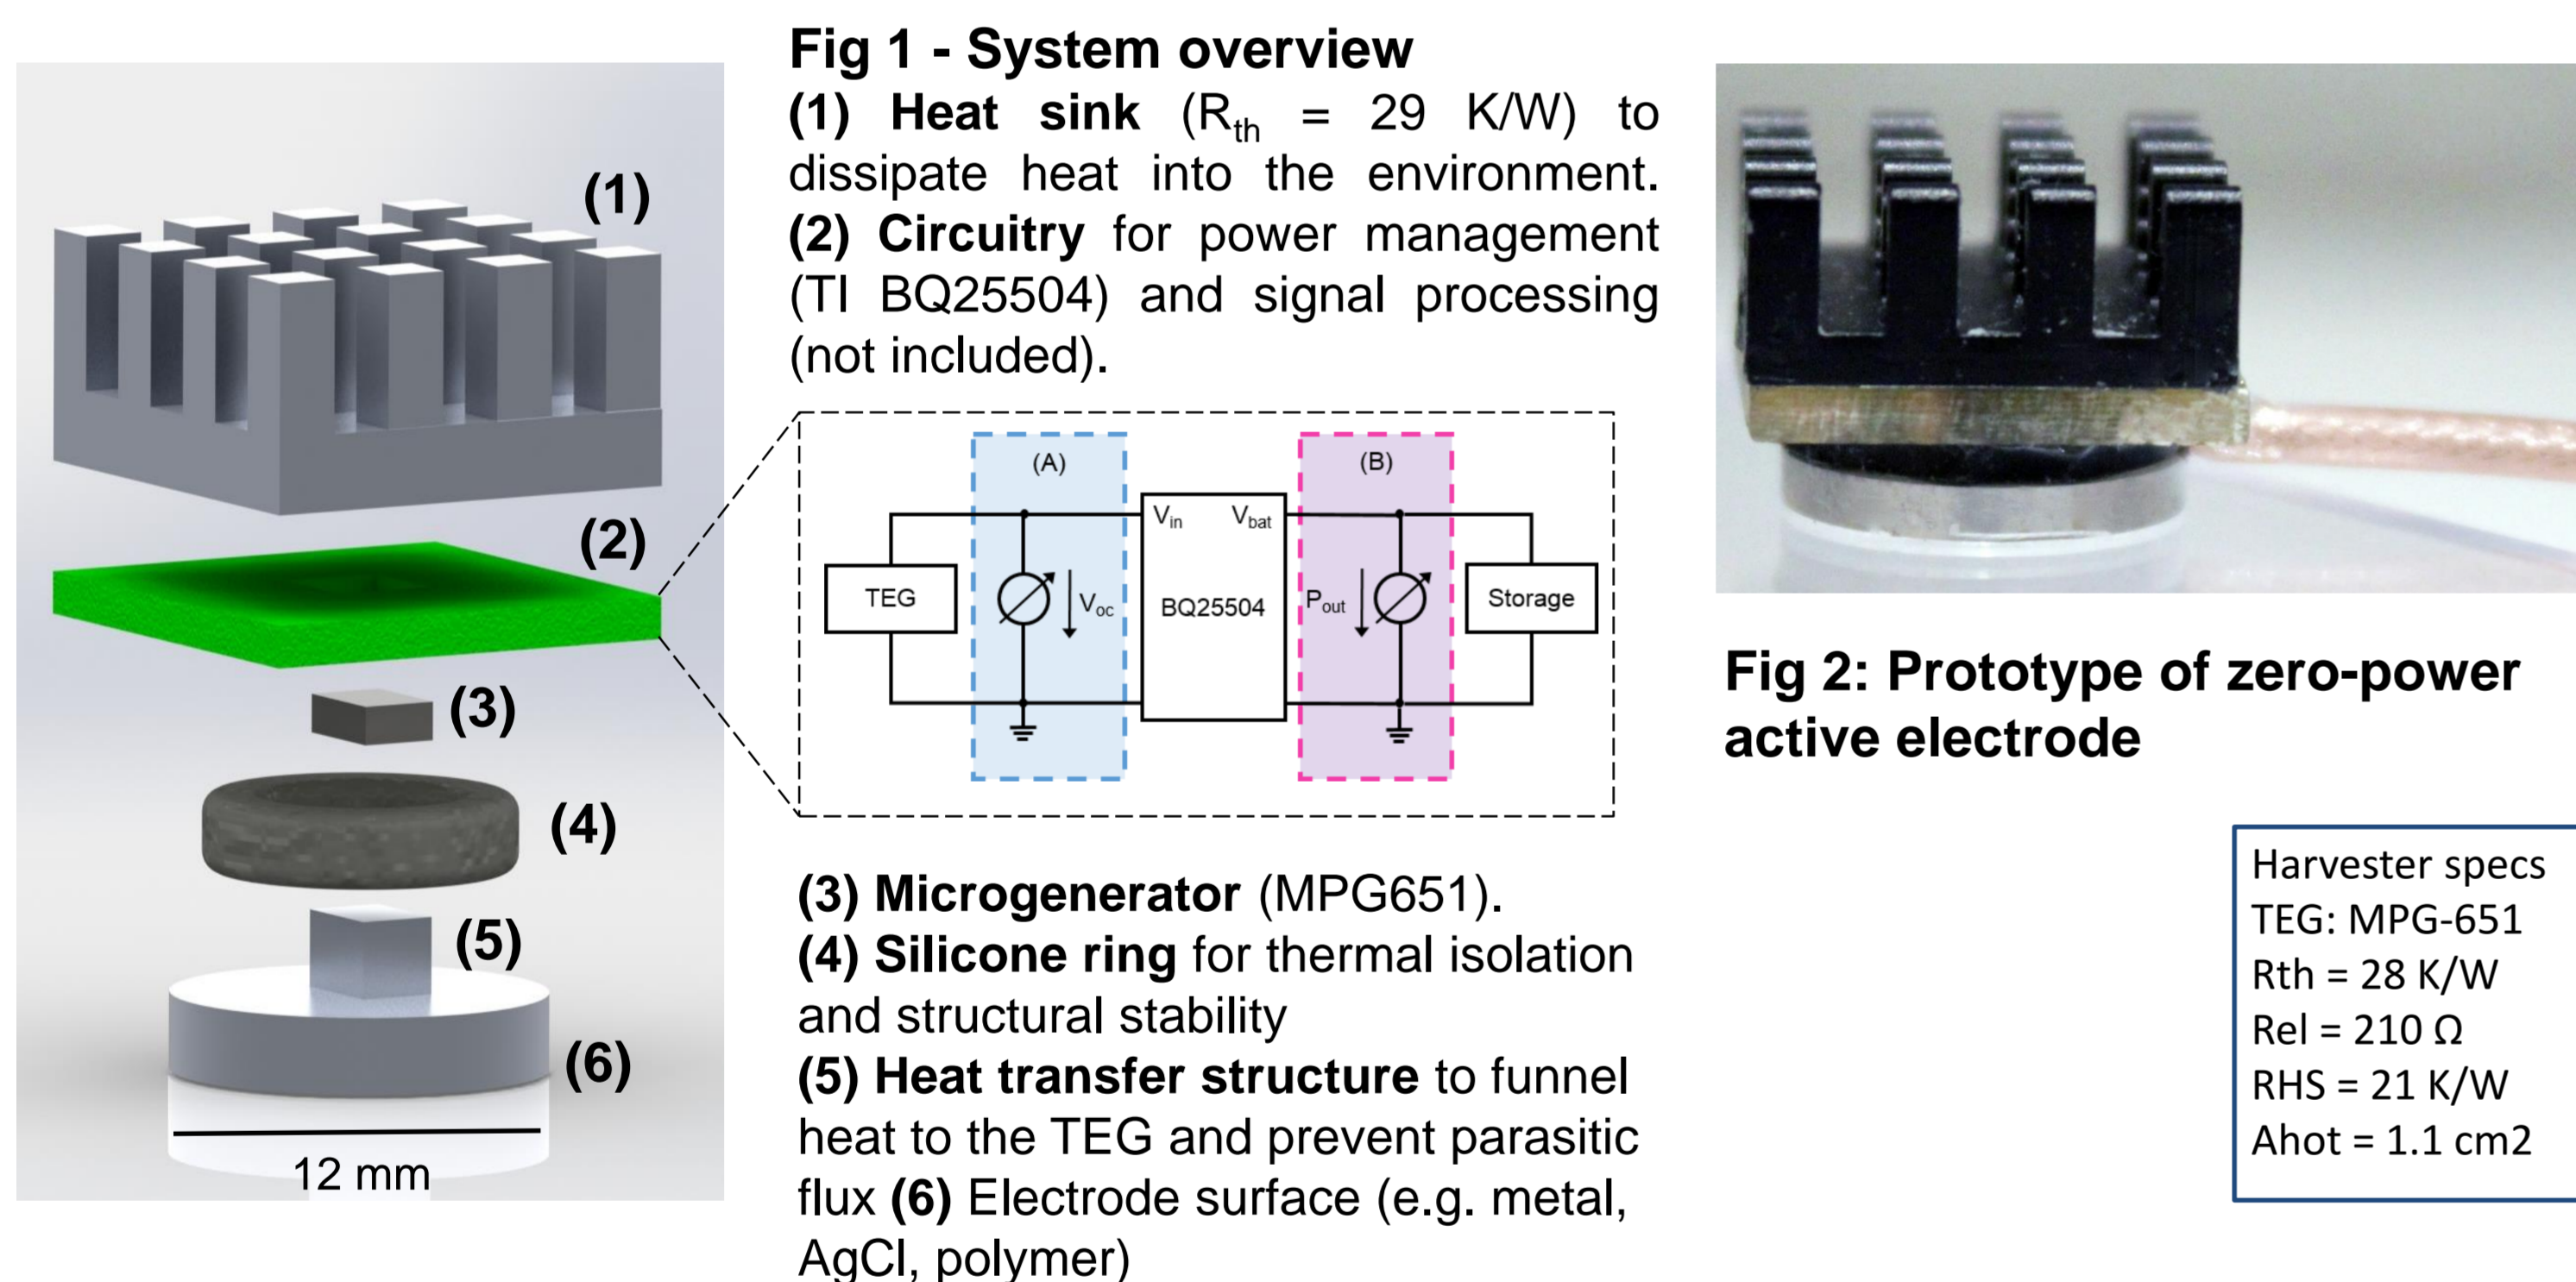 Fig 1 - System overview
(1) Heat sink (Rth = 29 K/W) to
dissipate heat into the environment.
(2) Circuitry for power management
(TI BQ25504) and signal processing
(not included).
(1)
(2)
(3)
(4)
(5)
(6)
12 mm
(A)
(B)
Vin
Vbat
TEG
Voc
BQ25504
Pout
Storage
(3) Microgenerator (MPG651).
(4) Silicone ring for thermal isolation
and structural stability
(5) Heat transfer structure to funnel
heat to the TEG and prevent parasitic
flux (6) Electrode surface (e.g. metal,
AgCl, polymer)
Fig 2: Prototype of zero-power
active electrode
Harvester specs
TEG: MPG-651
Rth = 28 K/W
Rel = 210 Ω
RHS = 21 K/W
Ahot = 1.1 cm2